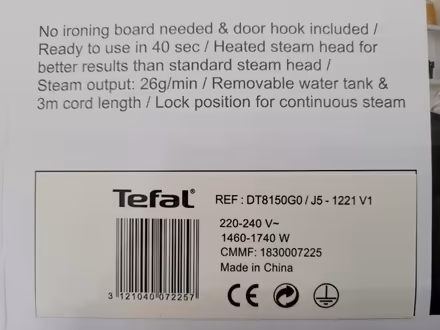 No ironing board needed & door hook included /
Ready to use in 40 sec / Heated steam head for
better results than standard steam head /
Steam output: 26g/min / Removable water tank &
3m cord length / Lock position for continuous steam
Tefal® REF : DT8150G0 / J5 - 1221 V1
220-240 V~
1460-1740 W
CMMF: 1830007225
Made in China
3 121040 072257
CE